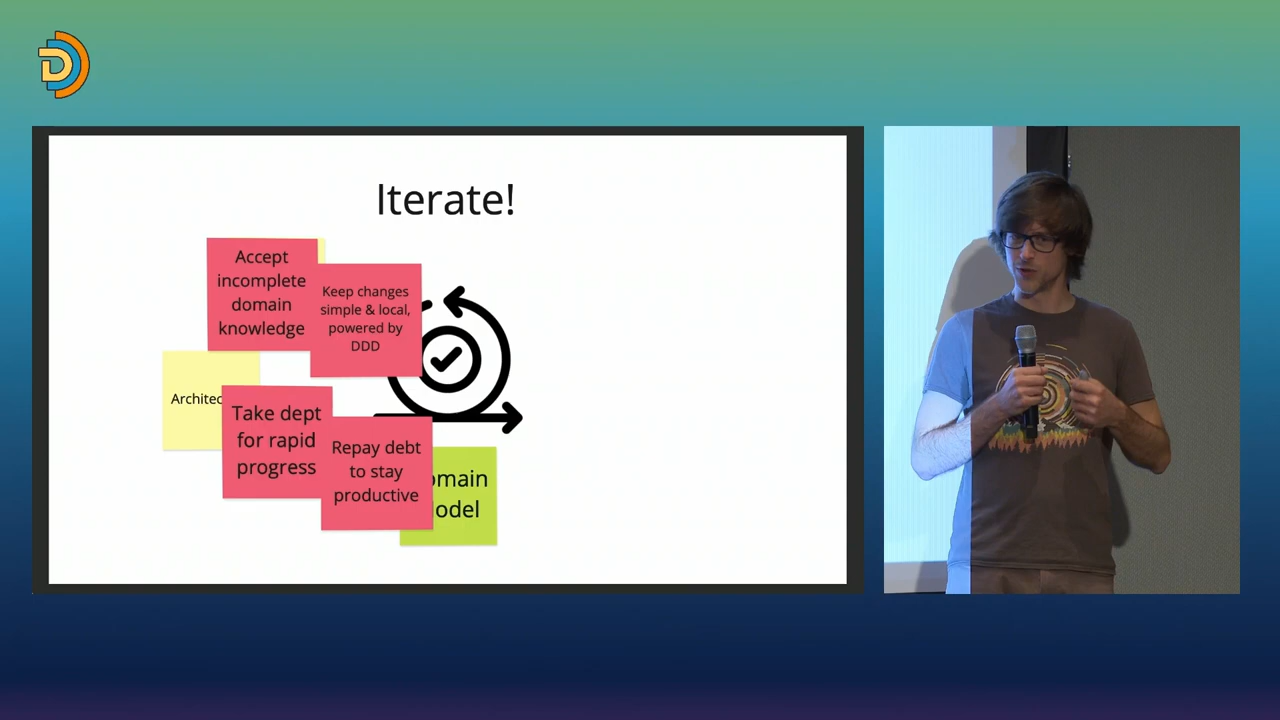 Iterate!
Accept
incomplete
domain
knowledge
Keep changes
simple & local,
powered by
DDD
Architec
Take dept
for rapid
progress
Repay debt
to stay
productive
omain
odel